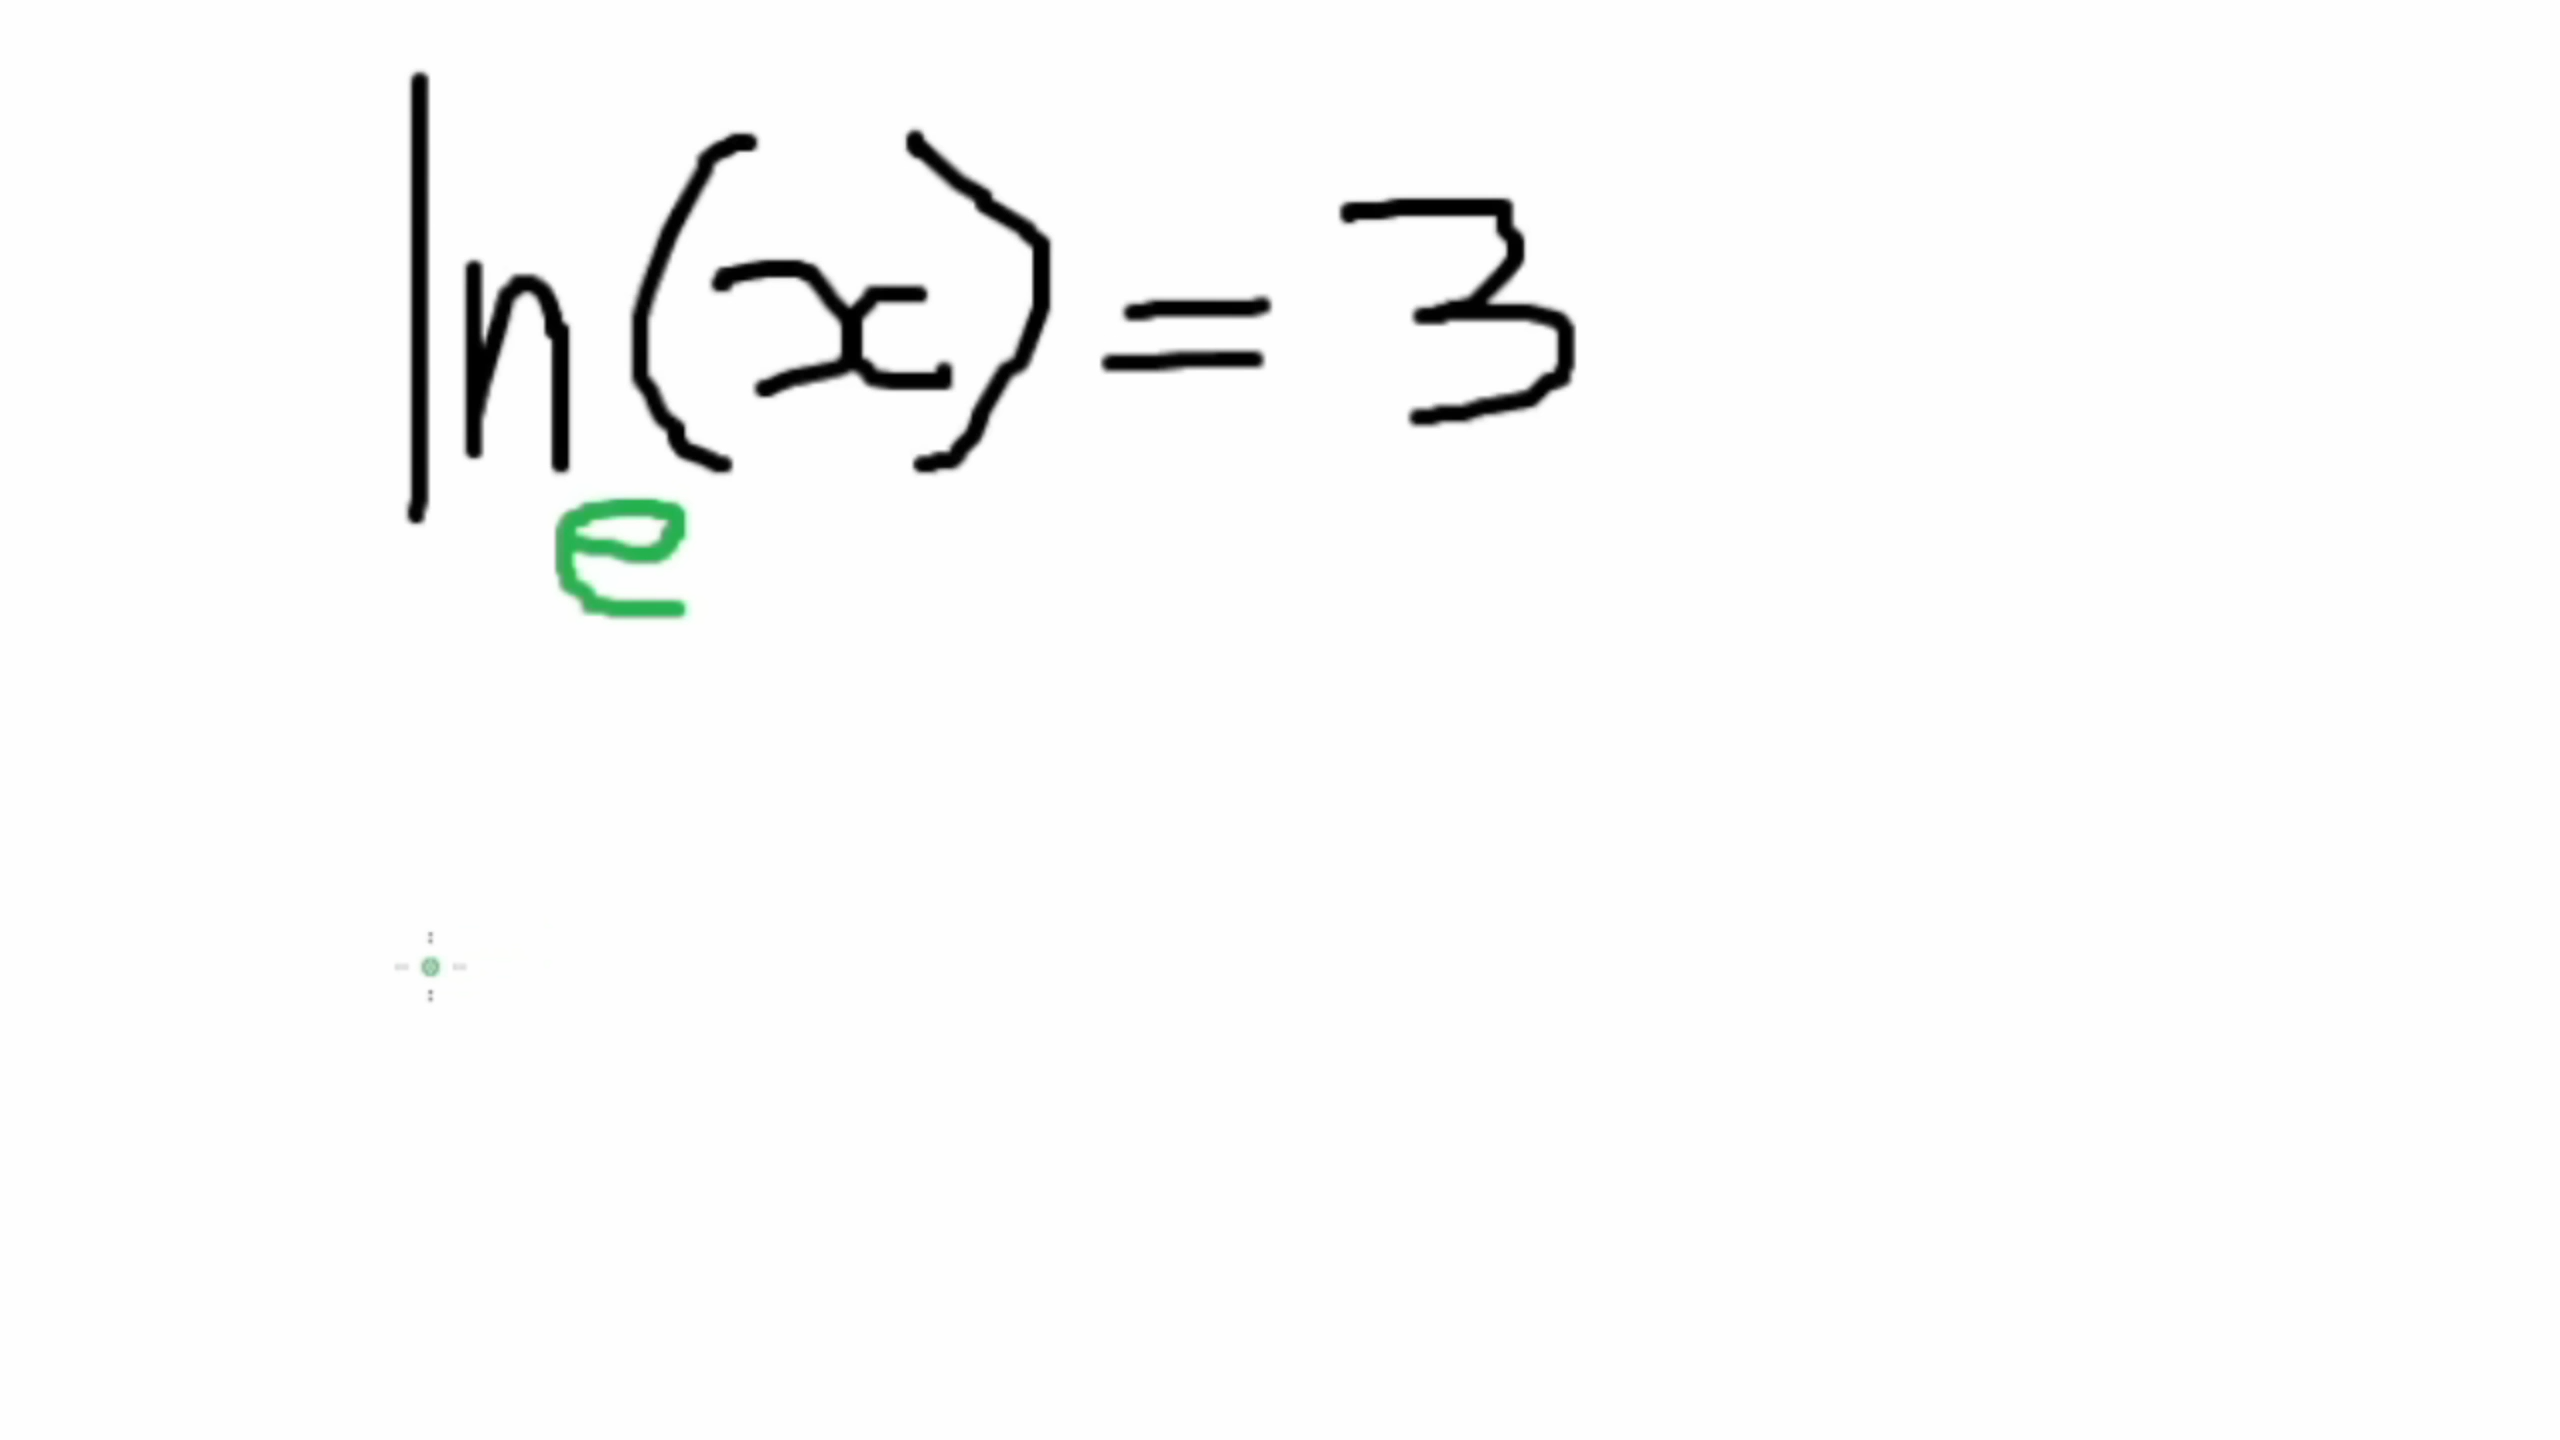 ln(x) = 3
e